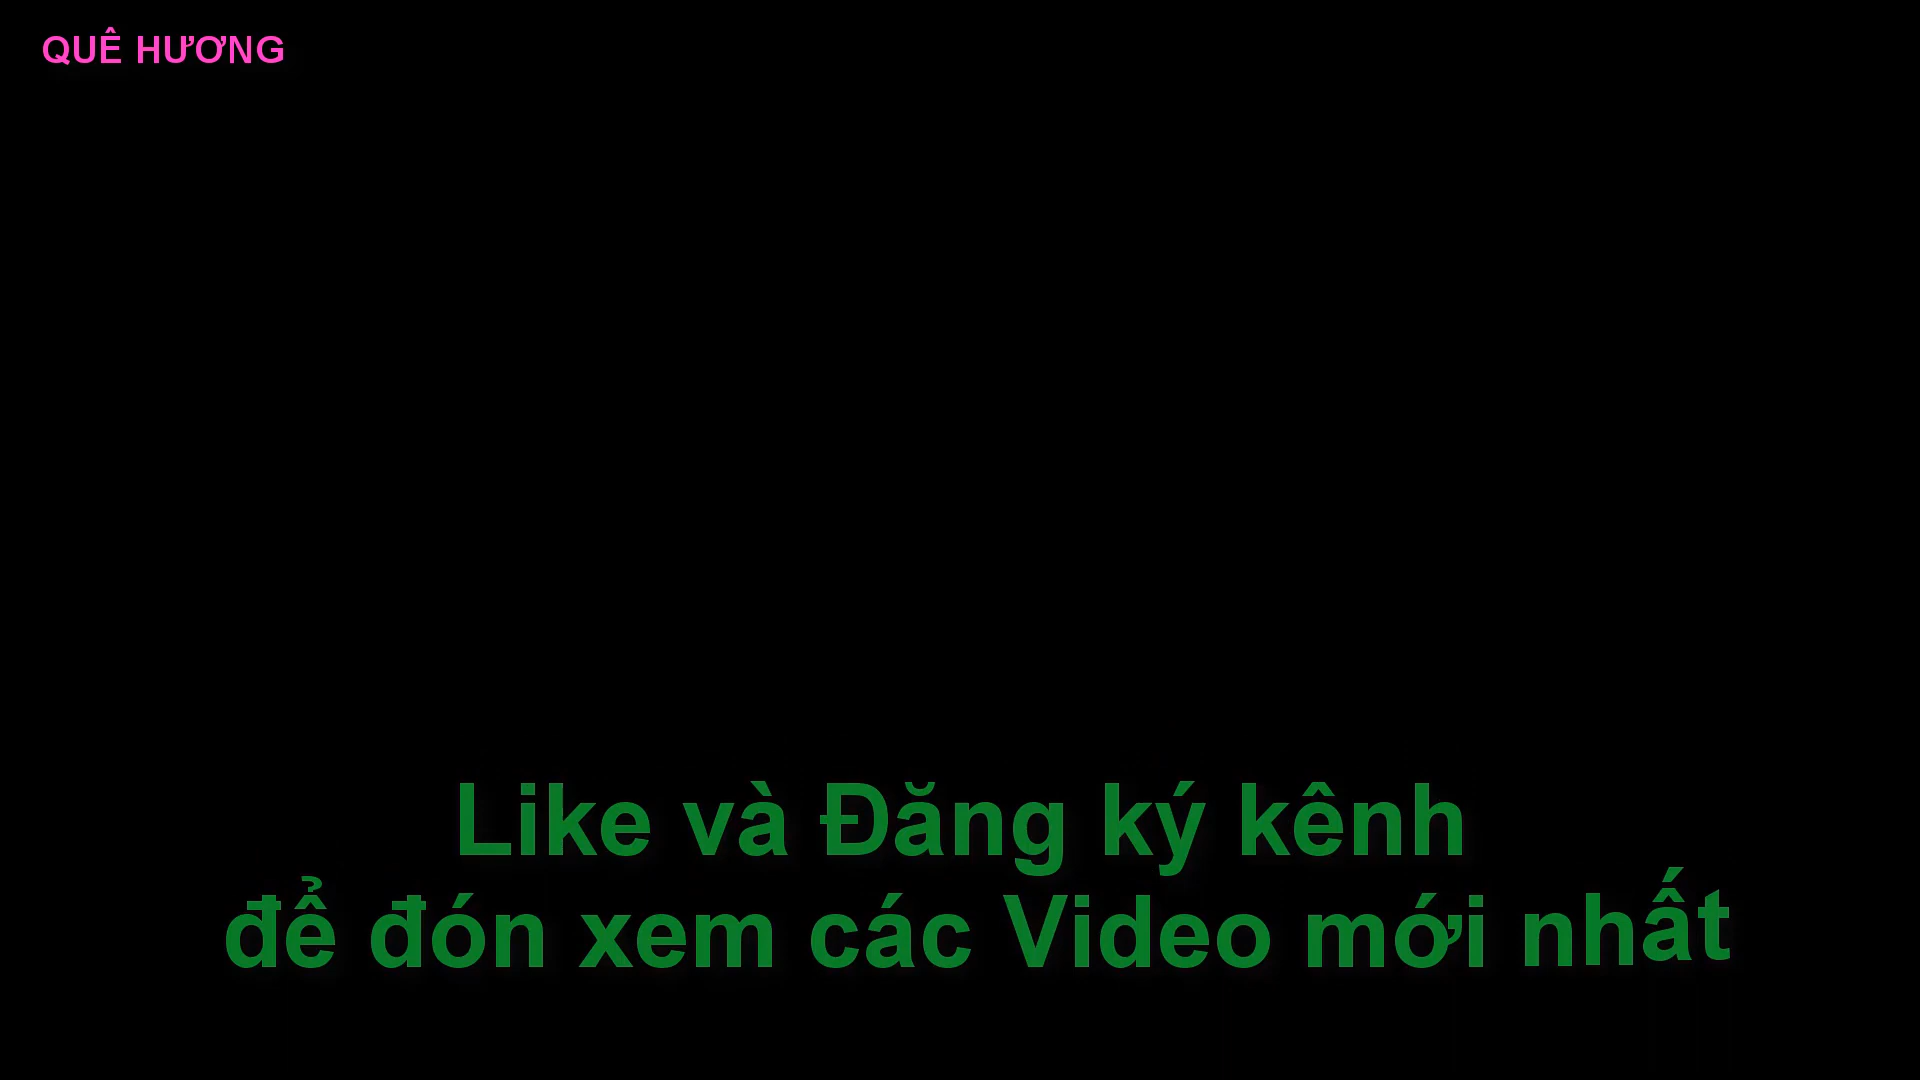 QUÊ HƯƠNG
Like và Đăng ký kênh
để đón xem các Video mới nhất